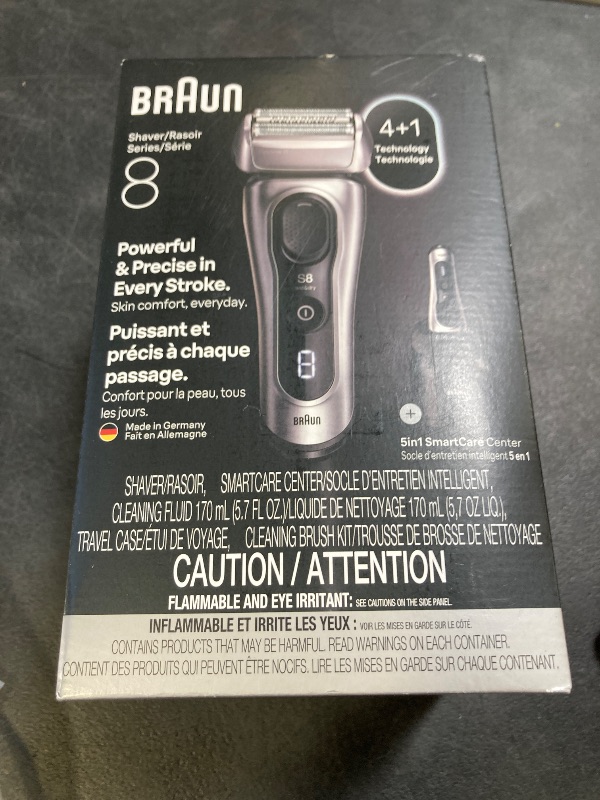 BRAUN
Shaver/Rasoir
Series/Série
8
4+1
Technology
Technologie
Powerful
& Precise in
Every Stroke.
Skin comfort, everyday.
Puissant et
précis à chaque
passage.
Confort pour la peau, tous
les jours.
Made in Germany
Fait en Allemagne
S8
8
BRAUN
+
5in1 SmartCare Center
Socle d'entretien intelligent 5 en 1
SHAVER/RASOIR, SMARTCARE CENTER/SOCLE D'ENTRETIEN INTELLIGENT,
CLEANING FLUID 170 mL (5.7 FL OZ.)/LIQUIDE DE NETTOYAGE 170 mL (5,7 OZ LIQ.),
TRAVEL CASE/ÉTUI DE VOYAGE, CLEANING BRUSH KIT/TROUSSE DE BROSSE DE NETTOYAGE
CAUTION / ATTENTION
FLAMMABLE AND EYE IRRITANT: SEE CAUTIONS ON THE SIDE PANEL.
INFLAMMABLE ET IRRITE LES YEUX : VOIR LES MISES EN GARDE SUR LE CÔTÉ.
CONTAINS PRODUCTS THAT MAY BE HARMFUL. READ WARNINGS ON EACH CONTAINER.
CONTIENT DES PRODUITS QUI PEUVENT ÊTRE NOCIFS. LIRE LES MISES EN GARDE SUR CHAQUE CONTENANT.